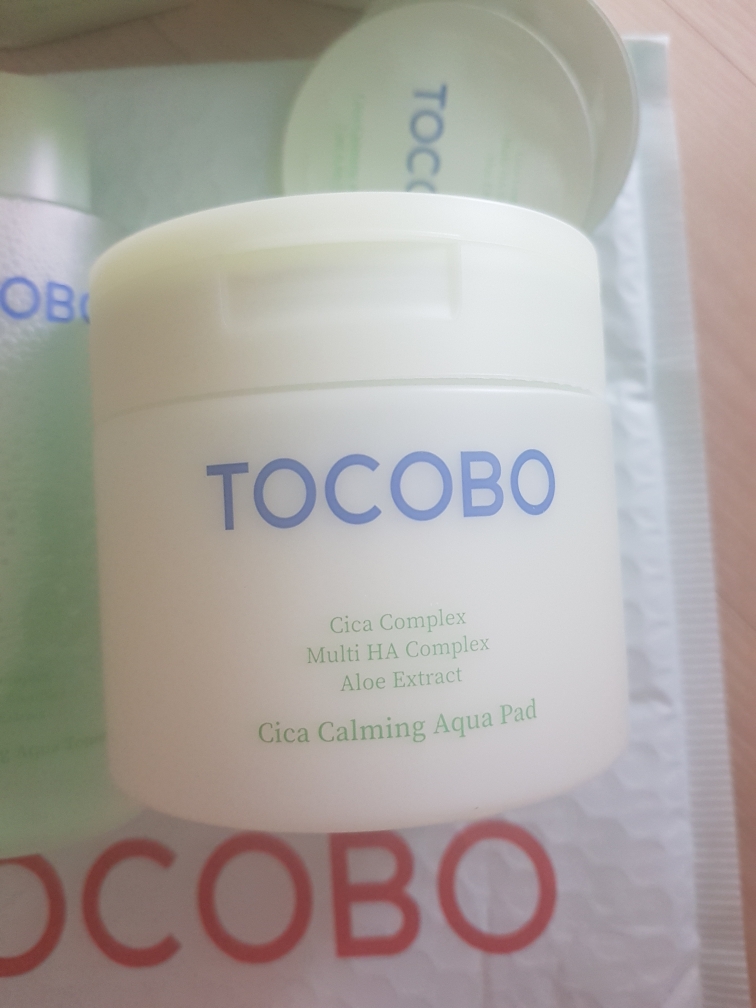 TOCO
OBO
TOCOBO
Cica Complex
Multi HA Complex
Aloe Extract
Cica Calming Aqua Pad
OCOBO